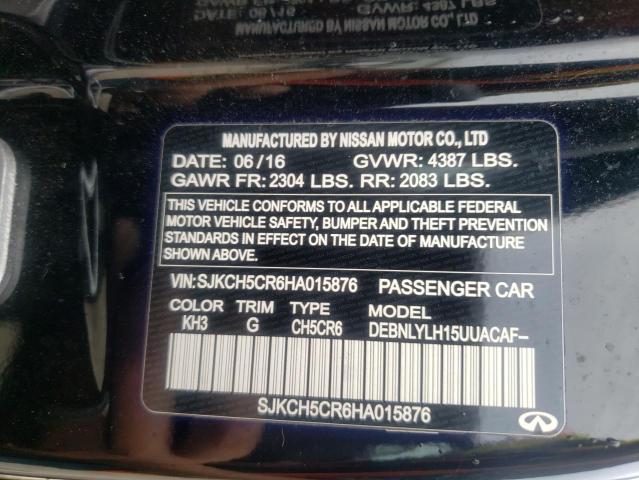 MANUFACTURED BY NISSAN MOTOR CO., LTD
DATE: 06/16 GVWR: 4387 LBS.
GAWR FR: 2304 LBS. RR: 2083 LBS.
THIS VEHICLE CONFORMS TO ALL APPLICABLE FEDERAL
MOTOR VEHICLE SAFETY, BUMPER AND THEFT PREVENTION
STANDARDS IN EFFECT ON THE DATE OF MANUFACTURE
SHOWN ABOVE.
VIN:SJKCH5CR6HA015876 PASSENGER CAR
COLOR TRIM TYPE MODEL
KH3 G CH5CR6 DEBNLYLH15UUACAF–
SJKCH5CR6HA015876
INFINITI